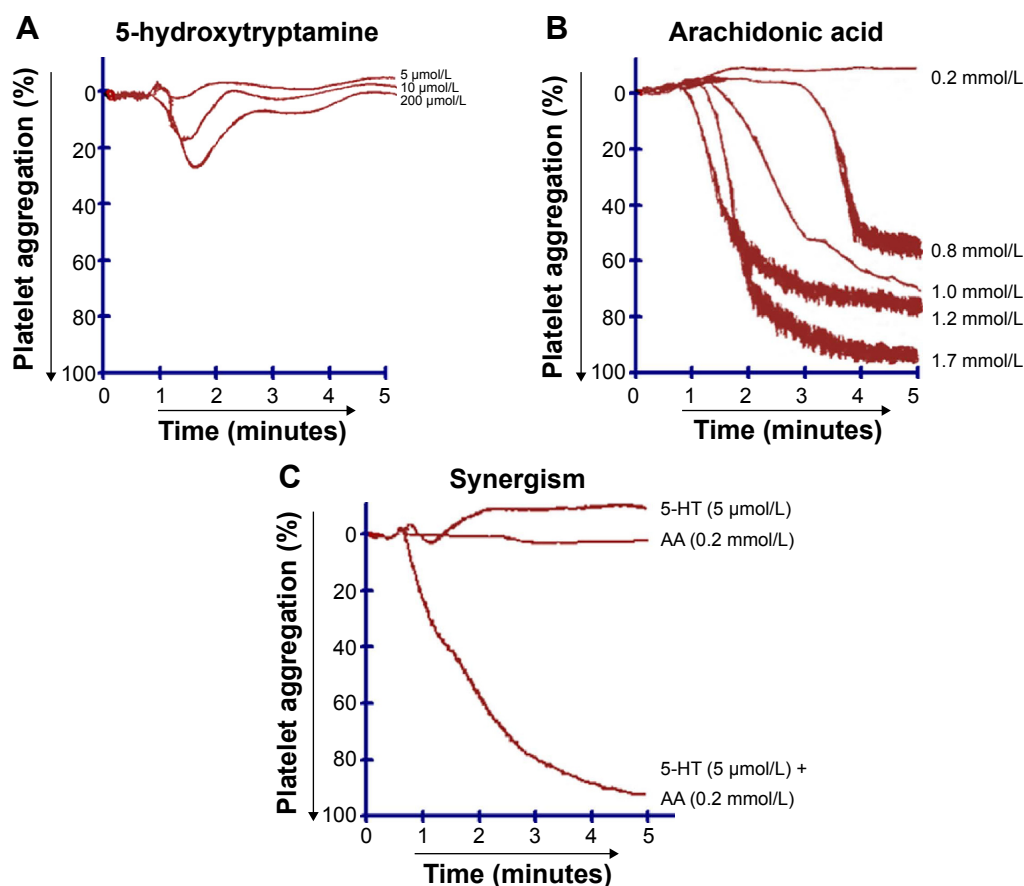 A
5-hydroxytryptamine
Platelet aggregation (%)
0
20
40
60
80
100
5 µmol/L
10 µmol/L
200 µmol/L
0 1 2 3 4 5
Time (minutes)
B
Arachidonic acid
Platelet aggregation (%)
0
20
40
60
80
100
0.2 mmol/L
0.8 mmol/L
1.0 mmol/L
1.2 mmol/L
1.7 mmol/L
0 1 2 3 4 5
Time (minutes)
C
Synergism
Platelet aggregation (%)
0
20
40
60
80
100
5-HT (5 µmol/L)
AA (0.2 mmol/L)
5-HT (5 µmol/L) +
AA (0.2 mmol/L)
0 1 2 3 4 5
Time (minutes)